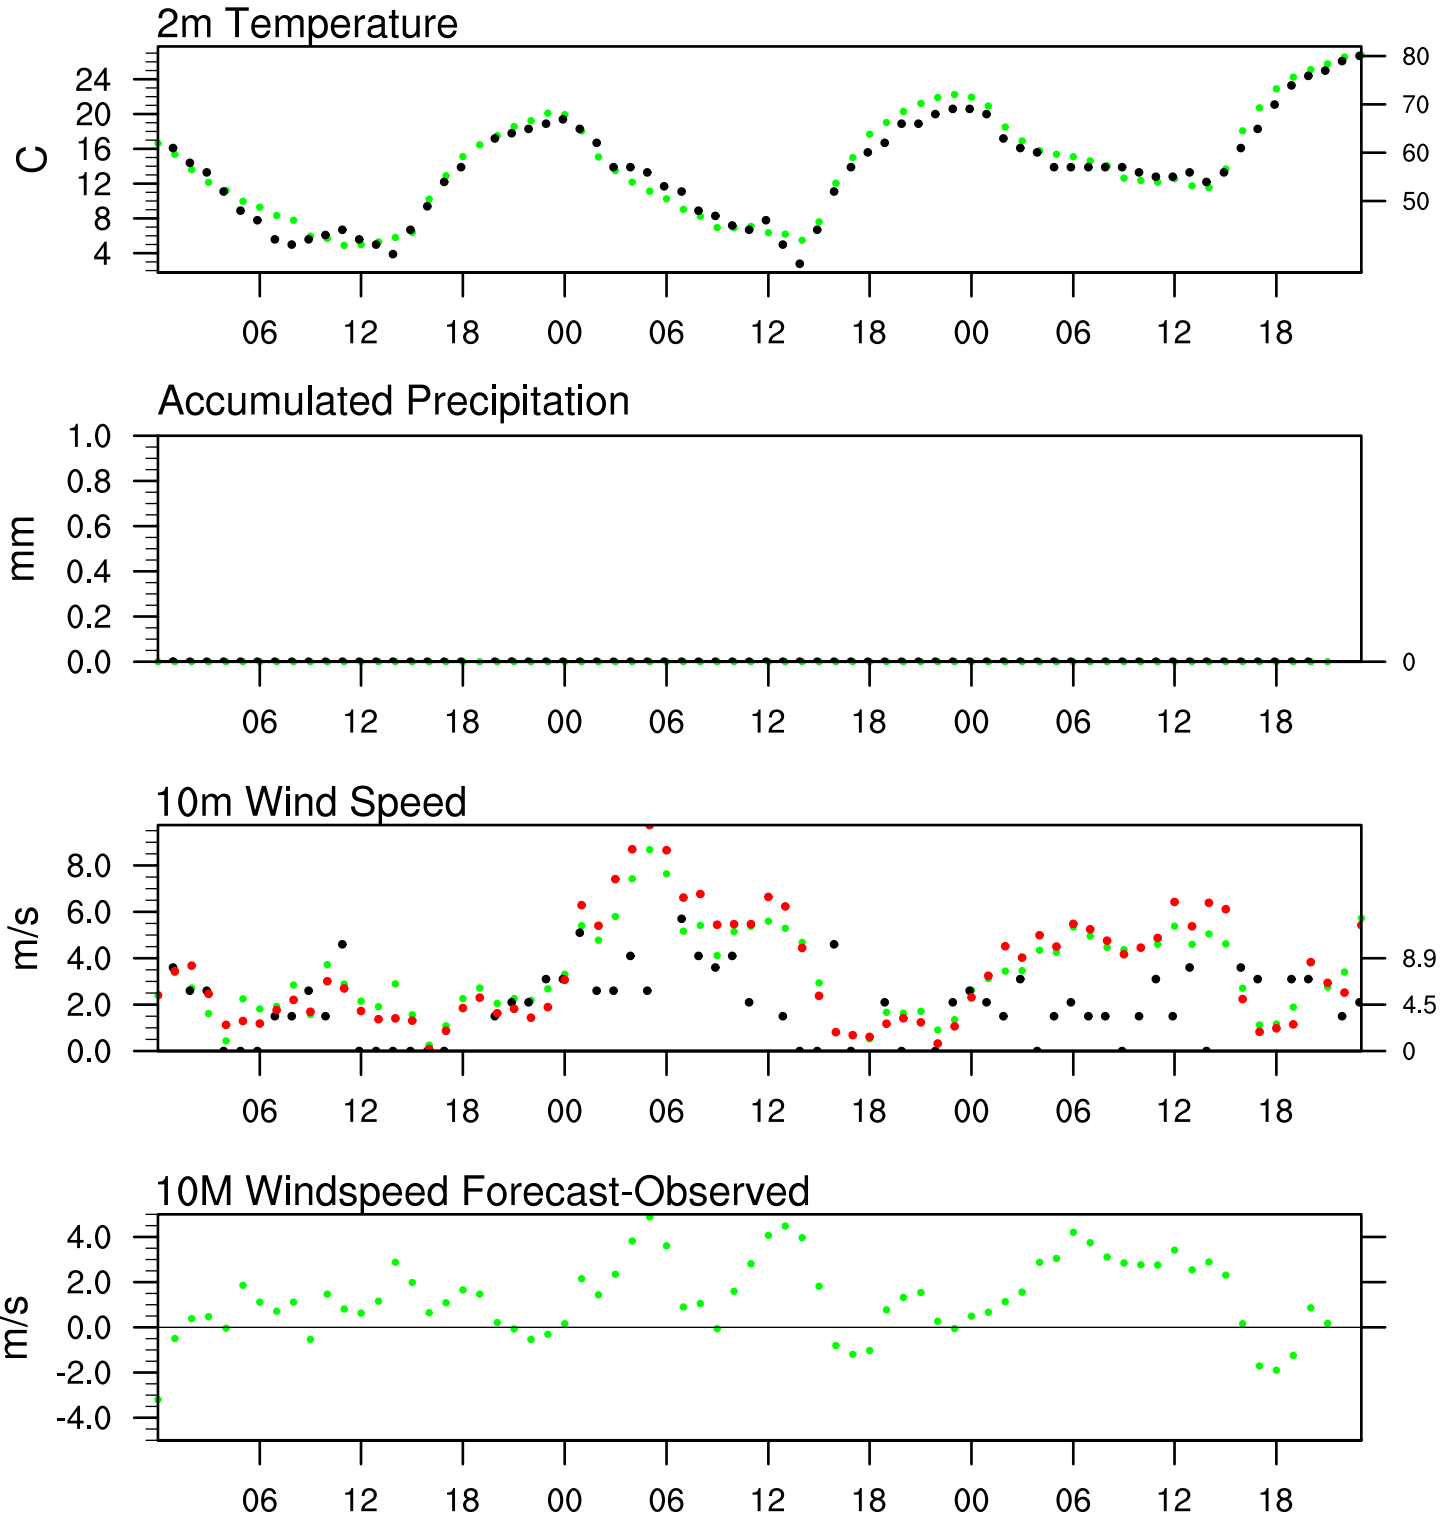 2m Temperature
24
20
16
12
8
4
C
80
70
60
50
06 12 18 00 06 12 18 00 06 12 18
Accumulated Precipitation
1.0
0.8
0.6
0.4
0.2
0.0
mm
0
06 12 18 00 06 12 18 00 06 12 18
10m Wind Speed
8.0
6.0
4.0
2.0
0.0
m/s
8.9
4.5
0
06 12 18 00 06 12 18 00 06 12 18
10M Windspeed Forecast-Observed
4.0
2.0
0.0
-2.0
-4.0
m/s
06 12 18 00 06 12 18 00 06 12 18